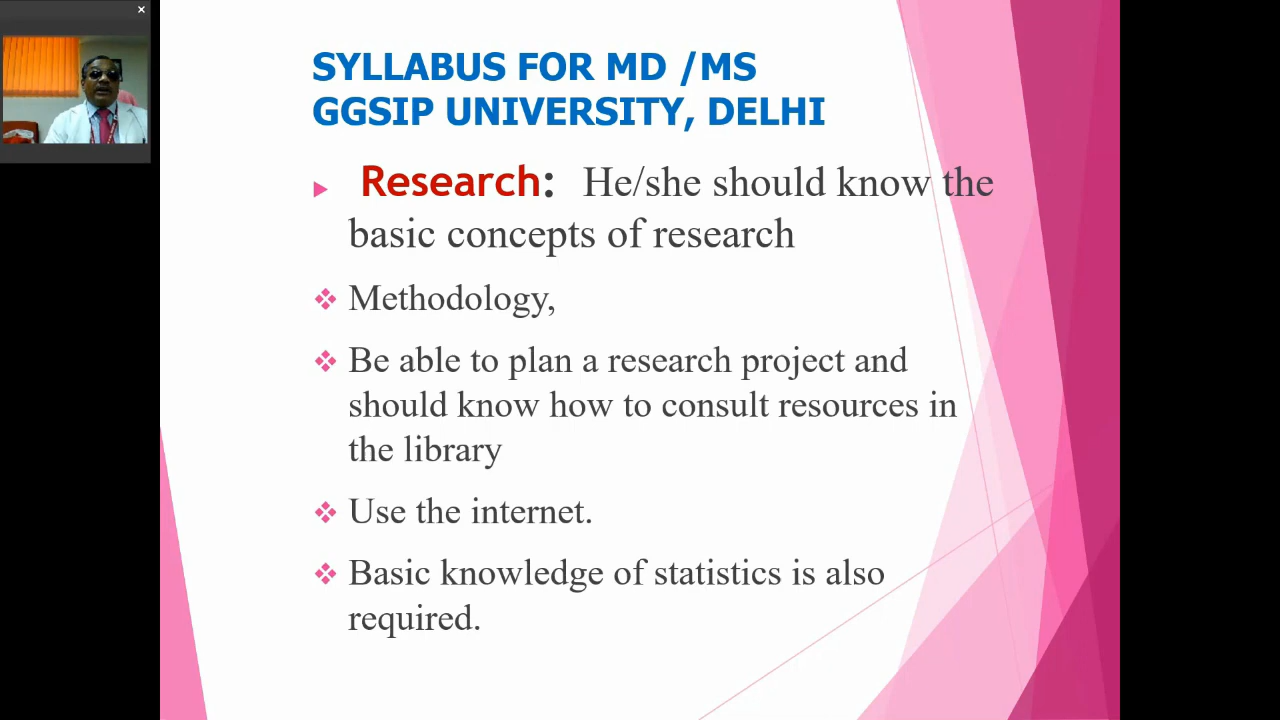 SYLLABUS FOR MD /MS
GGSIP UNIVERSITY, DELHI
Research: He/she should know the
basic concepts of research
Methodology,
Be able to plan a research project and
should know how to consult resources in
the library
Use the internet.
Basic knowledge of statistics is also
required.